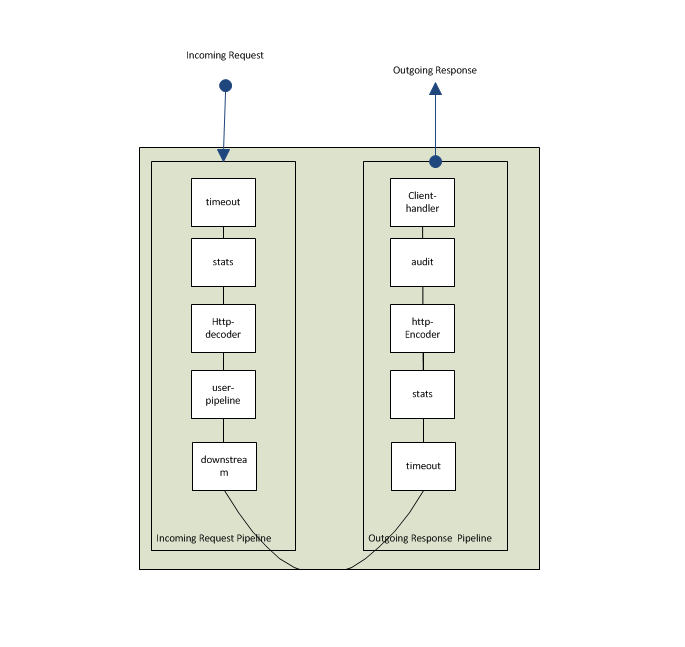 Incoming Request
Outgoing Response
timeout
stats
Http-
decoder
user-
pipeline
downstrea
m
Incoming Request Pipeline
Client-
handler
audit
http-
Encoder
stats
timeout
Outgoing Response  Pipeline